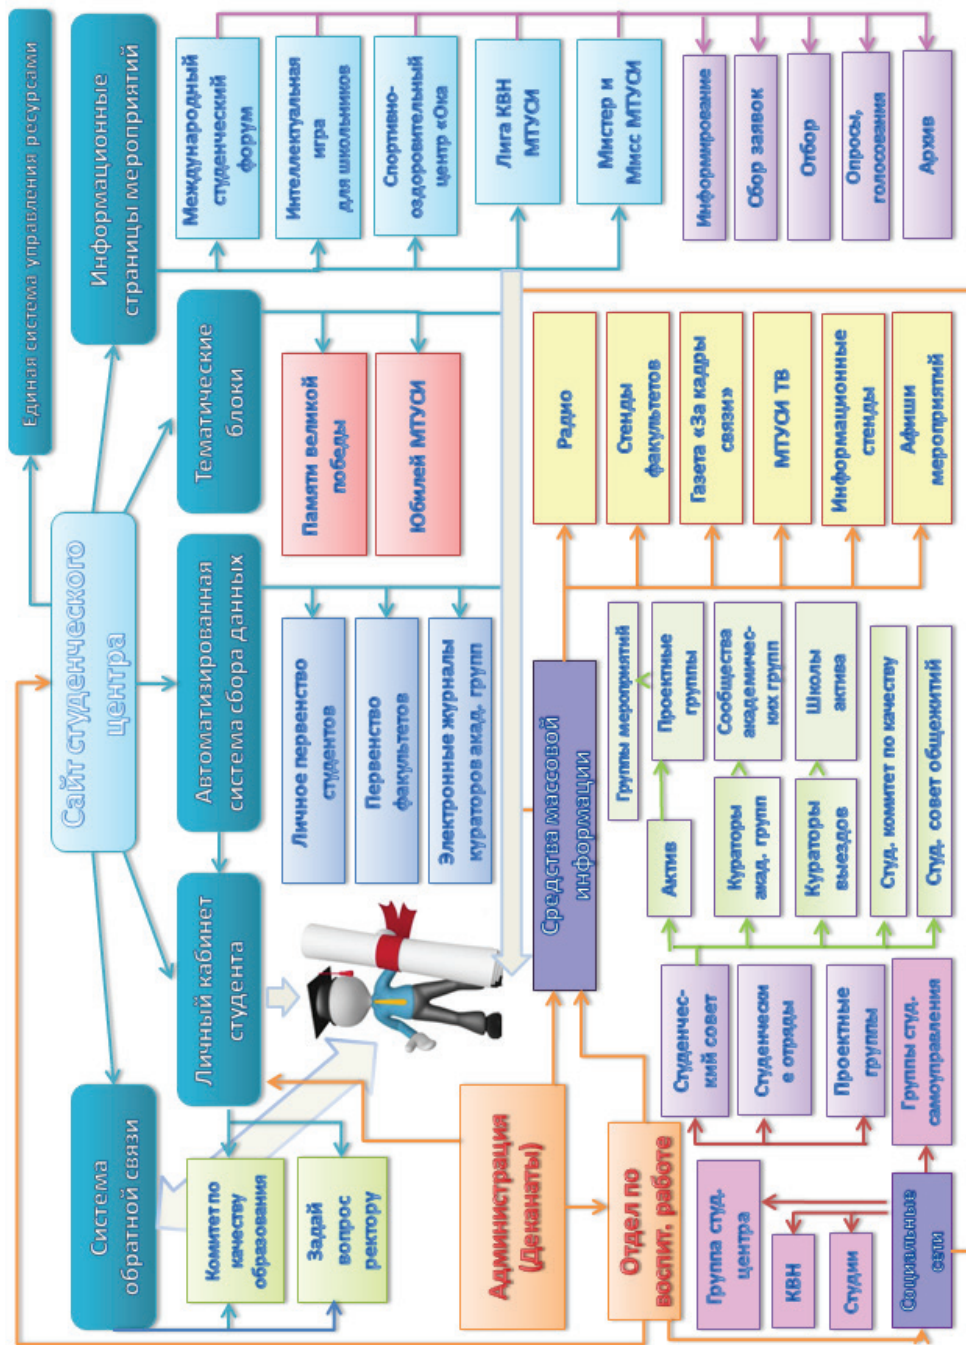 Единая система управления ресурсами
Сайт студенческого
центра
Система
обратной связи
Личный кабинет
студента
Автоматизированная
система сбора данных
Тематические
блоки
Информационные
страницы мероприятий
Комитет по
качеству
образования
Задай
вопрос
ректору
Личное первенство
студентов
Первенство
факультетов
Электронные журналы
кураторов акад. групп
Памяти великой
победы
Юбилей МТУСИ
Международный
студенческий
форум
Интеллектуальная
игра
для школьников
Спортивно-
оздоровительный
центр «Ока
Лига КВН
МТУСИ
Мистер и
Мисс МТУСИ
Информирование
Сбор заявок
Отбор
Опросы,
голосования
Архив
Администрация
(Деканаты)
Отдел по
воспит. работе
Средства массовой
информации
Радио
Стенды
факультетов
Газета «За кадры
связи»
МТУСИ ТВ
Информационные
стенды
Афиши
мероприятий
Группа студ.
центра
КВН
Студии
Социальные
сети
Студенчес-
кий совет
Студенчески
е отряды
Проектные
группы
Группы студ.
самоуправления
Актив
Кураторы
акад. групп
Кураторы
выездов
Студ. комитет по качеству
Студ. совет общежитий
Группы мероприятий
Проектные
группы
Сообщества
академичес-
ких групп
Школы
актива